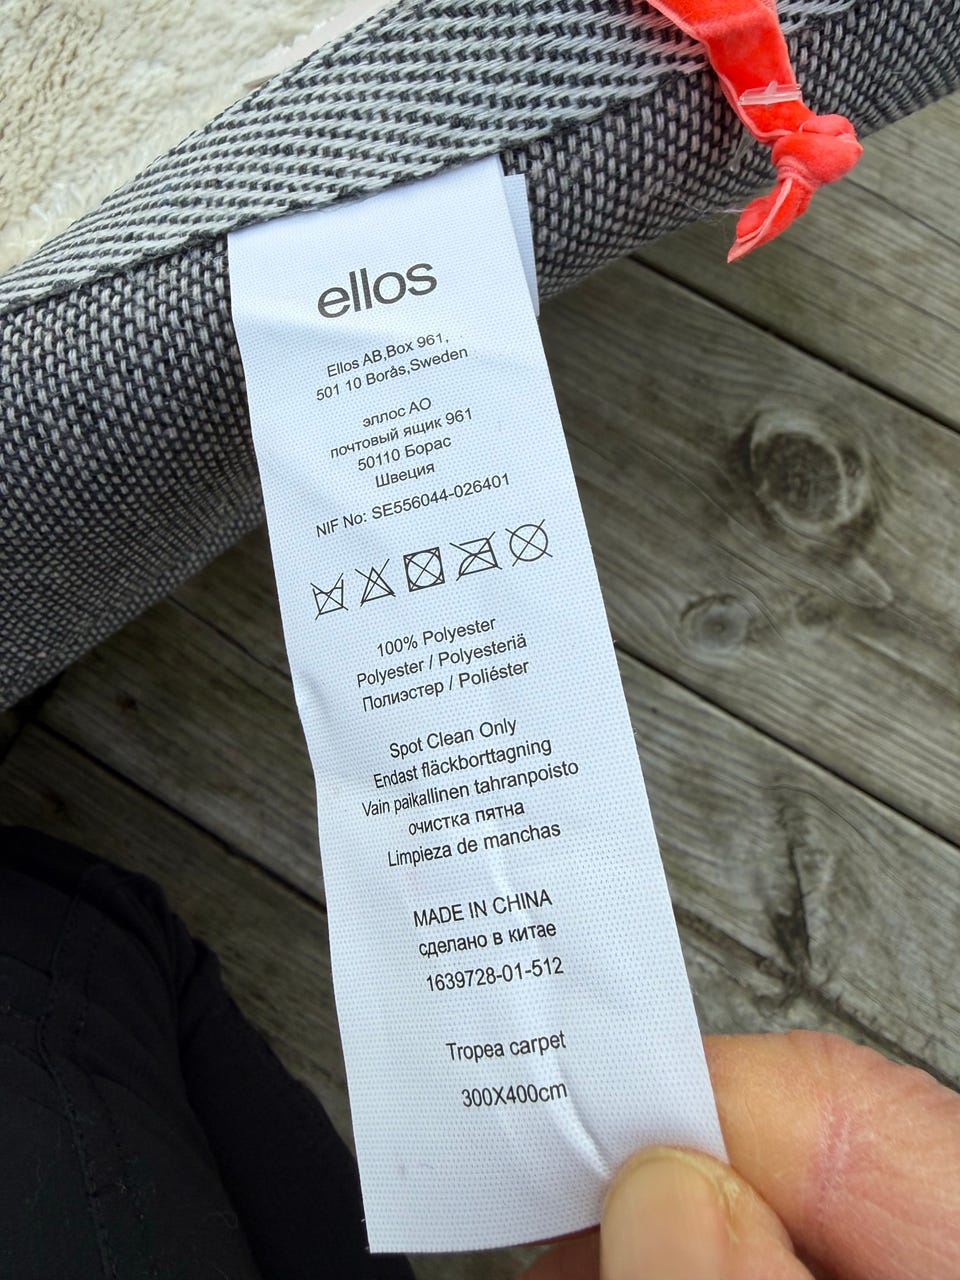 ellos
Ellos AB,Box 961,
501 10 Borås,Sweden
эллос АО
почтовый ящик 961
50110 Борас
Швеция
NIF No: SE556044-026401
100% Polyester
Polyester / Polyesteriä
Полиэстер / Poliéster
Spot Clean Only
Endast fläckborttagning
Vain paikallinen tahranpoisto
очистка пятна
Limpieza de manchas
MADE IN CHINA
сделано в китае
1639728-01-512
Tropea carpet
300X400cm